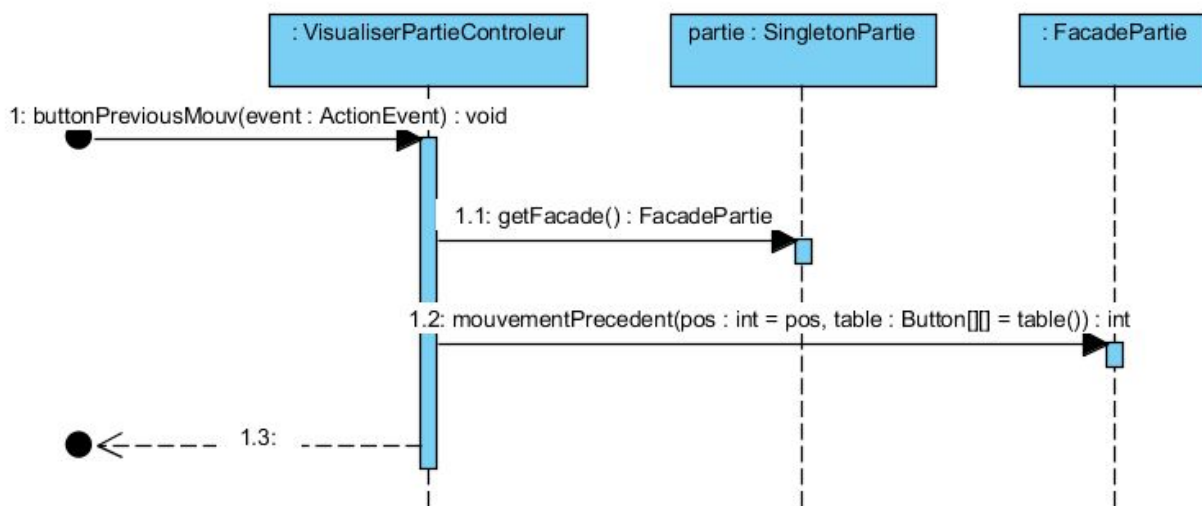 : VisualiserPartieControleur
partie : SingletonPartie
: FacadePartie
1: buttonPreviousMouv(event : ActionEvent) : void
1.1: getFacade() : FacadePartie
1.2: mouvementPrecedent(pos : int = pos, table : Button[][] = table()) : int
1.3: